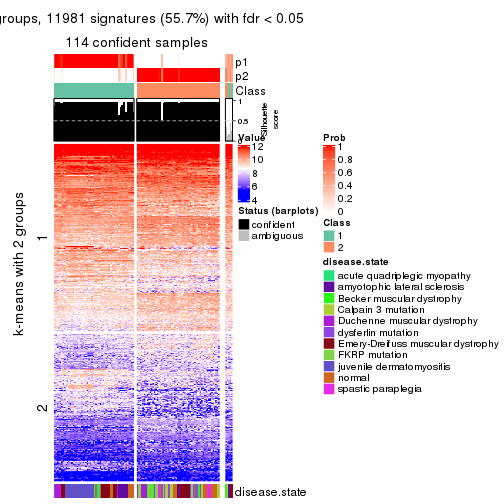 groups, 11981 signatures (55.7%) with fdr < 0.05
114 confident samples
p1
p2
Class
1
0.5
0
Silhouette
score
k-means with 2 groups
1
2
disease.state
Value
12
10
8
6
4
Status (barplots)
confident
ambiguous
Prob
1
0.8
0.6
0.4
0.2
0
Class
1
2
disease.state
acute quadriplegic myopathy
amyotrophic lateral sclerosis
Becker muscular dystrophy
Calpain 3 mutation
Duchenne muscular dystrophy
dysferlin mutation
Emery-Dreifuss muscular dystrophy
FKRP mutation
juvenile dermatomyositis
normal
spastic paraplegia